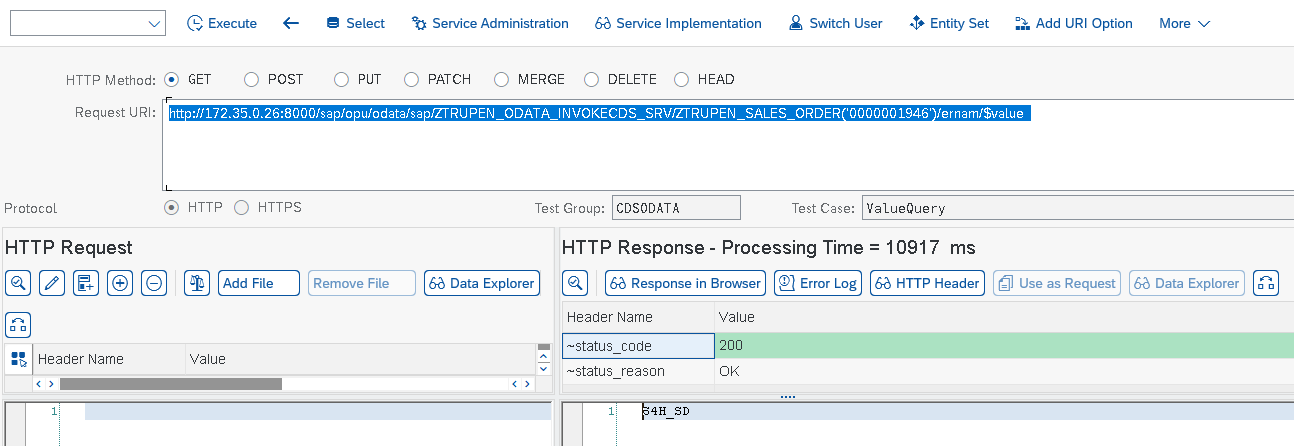 Execute Select Service Administration Service Implementation Switch User Entity Set Add URI Option More
HTTP Method: GET POST PUT PATCH MERGE DELETE HEAD
Request URI: http://172.35.0.26:8000/sap/opu/odata/sap/ZTRUPEN_ODATA_INVOKECDS_SRV/ZTRUPEN_SALES_ORDER('0000001946')/ernam/$value
Protocol HTTP HTTPS Test Group: CDSODATA Test Case: ValueQuery
HTTP Request
Add File Remove File Data Explorer
Header Name Value
1
HTTP Response - Processing Time = 10917 ms
Response in Browser Error Log HTTP Header Use as Request Data Explorer
Header Name Value
~status_code 200
~status_reason OK
1 S4H_SD